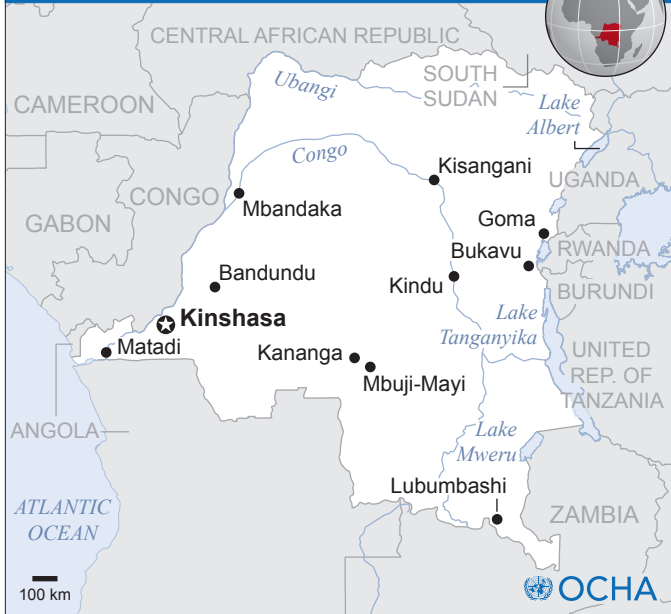 CENTRAL AFRICAN REPUBLIC
SOUTH
SUDAN
Ubangi
CAMEROON
Lake
Albert
Congo
Kisangani
UGANDA
CONGO
Mbandaka
GABON
Goma
RWANDA
Bukavu
Bandundu
Kindu
BURUNDI
Kinshasa
Lake
Tanganyika
Matadi
Kananga
Mbuji-Mayi
UNITED
REP. OF
TANZANIA
ANGOLA
Lake
Mweru
Lubumbashi
ATLANTIC
OCEAN
ZAMBIA
100 km
OCHA